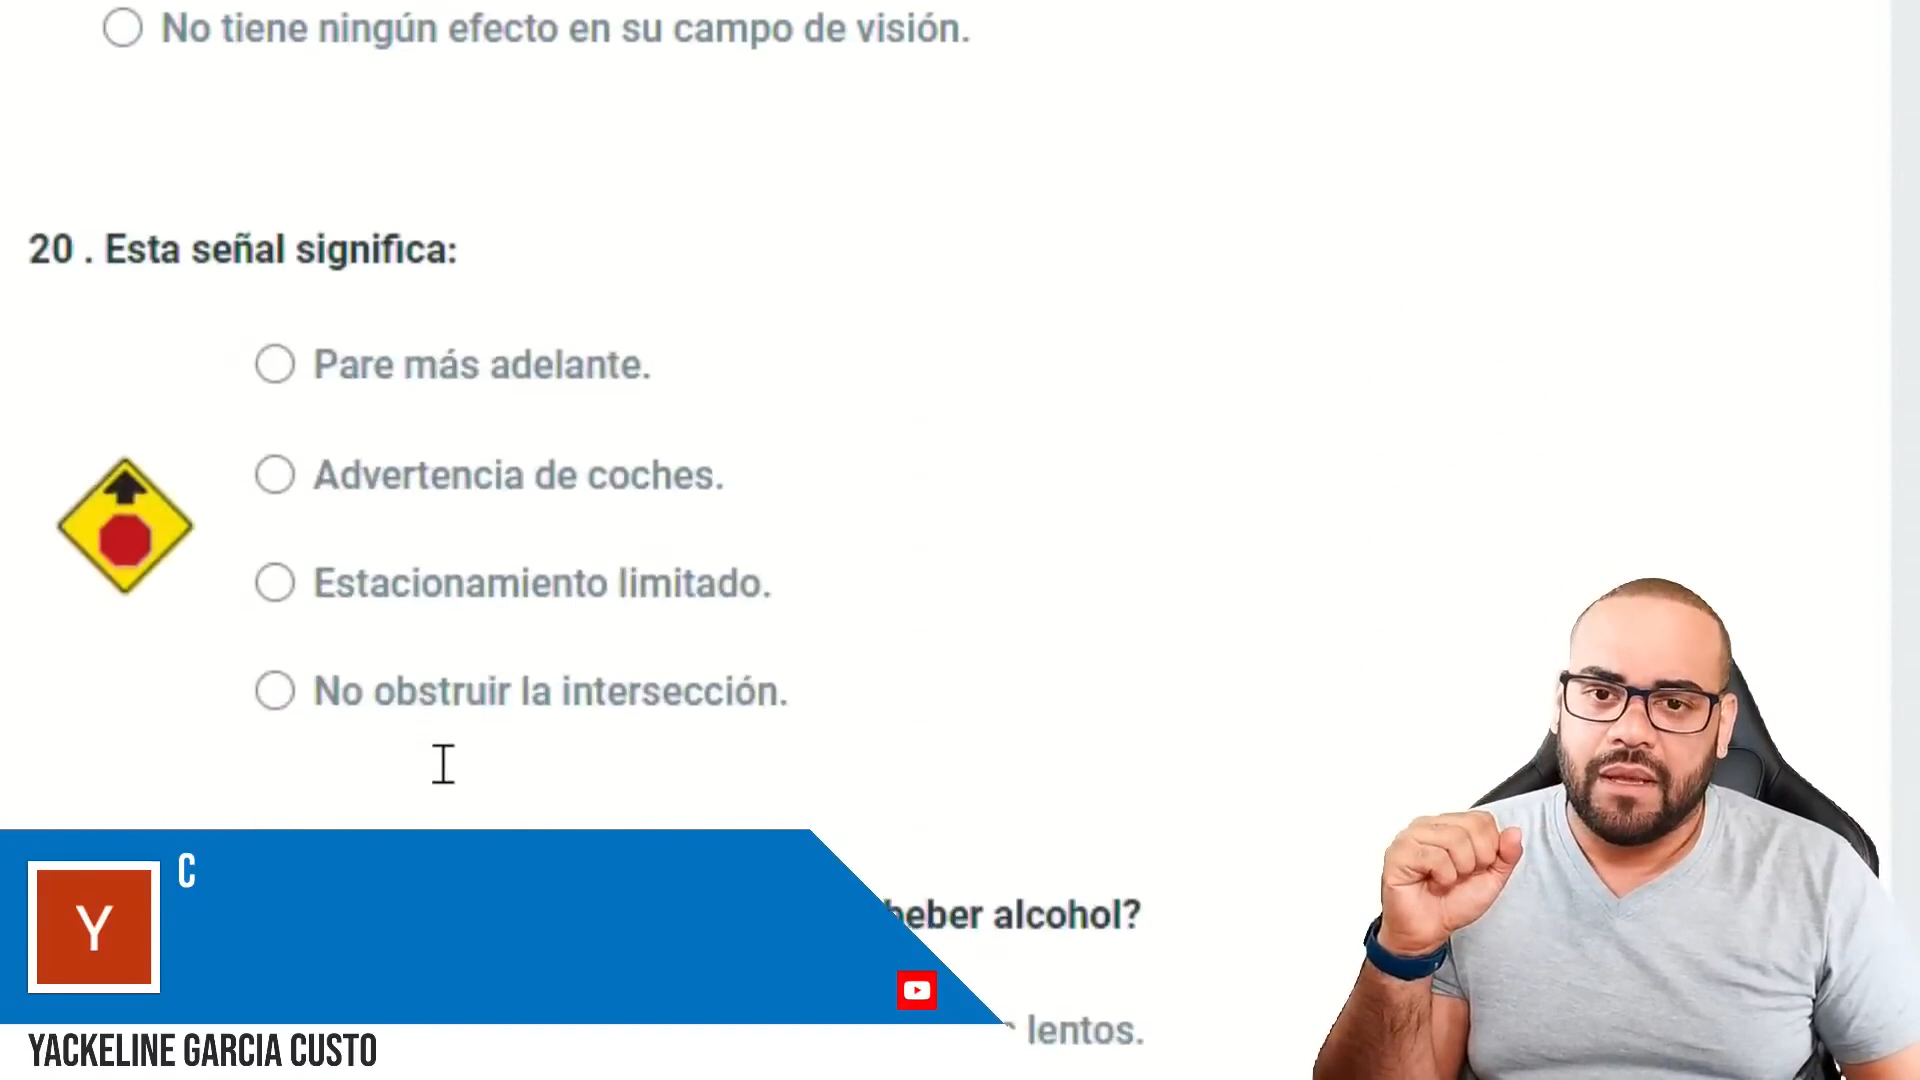 No tiene ningún efecto en su campo de visión.
20 . Esta señal significa:
Pare más adelante.
Advertencia de coches.
Estacionamiento limitado.
No obstruir la intersección.
C
Y
beber alcohol?
lentos.
YACKELINE GARCIA CUSTO